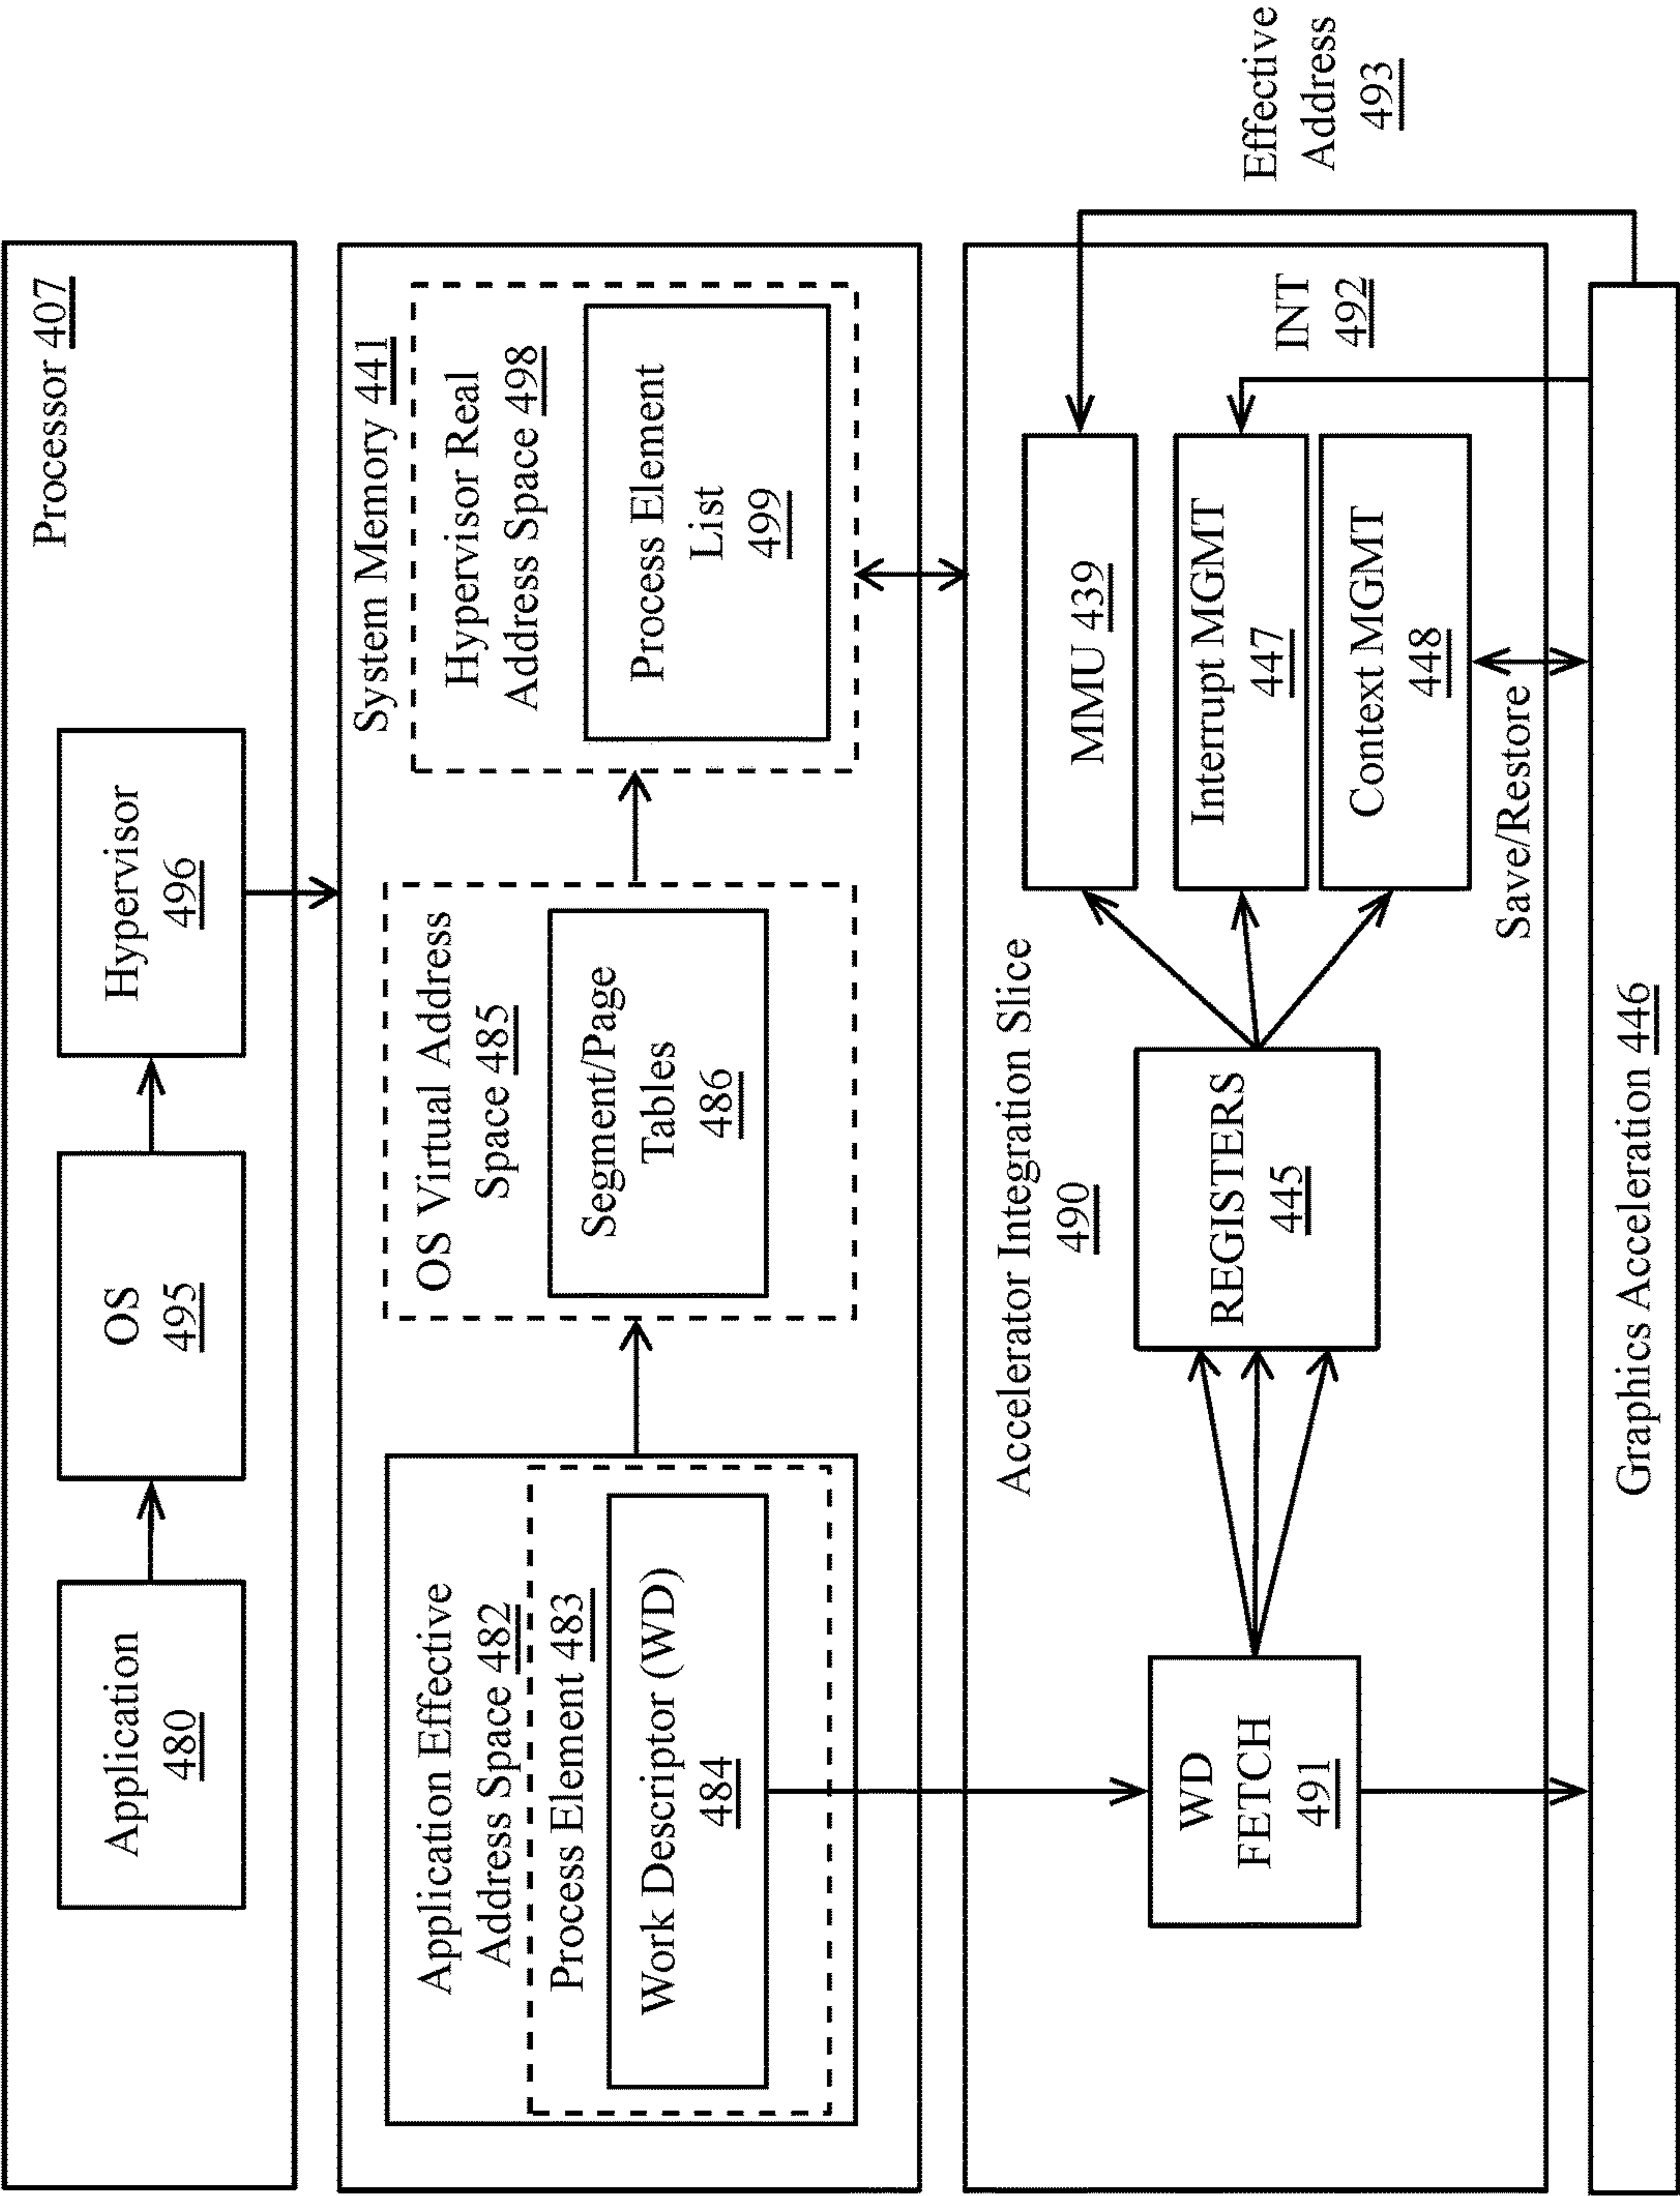 Processor 407
Application
480
OS
495
Hypervisor
496
System Memory 441
Application Effective
Address Space 482
Process Element 483
Work Descriptor (WD)
484
OS Virtual Address
Space 485
Segment/Page
Tables
486
Hypervisor Real
Address Space 498
Process Element
List
499
Accelerator Integration Slice
490
WD
FETCH
491
REGISTERS
445
MMU 439
Interrupt MGMT
447
Context MGMT
448
Save/Restore
INT
492
Effective
Address
493
Graphics Acceleration 446